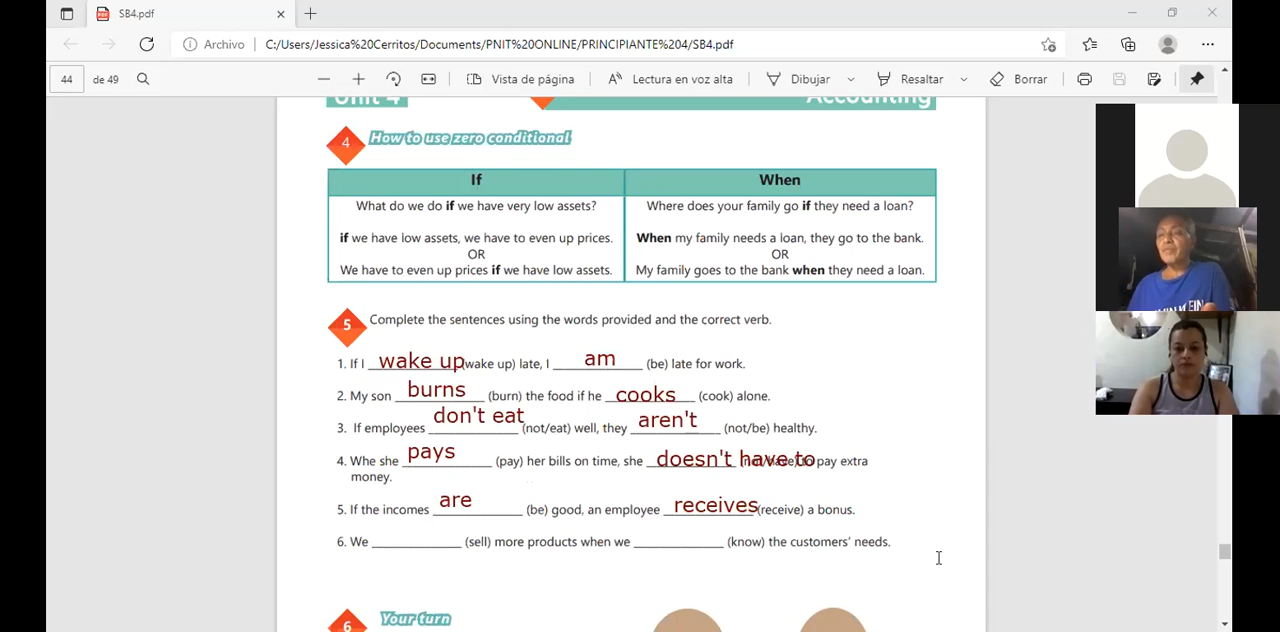 SB4.pdf
Archivo C:/Users/Jessica%20Cerritos/Documents/PNIT%20ONLINE/PRINCIPIANTE%204/SB4.pdf
44 de 49 Vista de página Lectura en voz alta Dibujar Resaltar Borrar
Unit 4 Accounting
4 How to use zero conditional
If When
What do we do if we have very low assets? Where does your family go if they need a loan?
if we have low assets, we have to even up prices. When my family needs a loan, they go to the bank.
OR OR
We have to even up prices if we have low assets. My family goes to the bank when they need a loan.
5 Complete the sentences using the words provided and the correct verb.
1. If I wake up (wake up) late, I am (be) late for work.
2. My son burns (burn) the food if he cooks (cook) alone.
3. If employees don't eat (not/eat) well, they aren't (not/be) healthy.
4. Whe she pays (pay) her bills on time, she doesn't have to (not/have) to pay extra
money.
5. If the incomes are (be) good, an employee receives (receive) a bonus.
6. We ______________ (sell) more products when we ______________ (know) the customers' needs.
6 Your turn